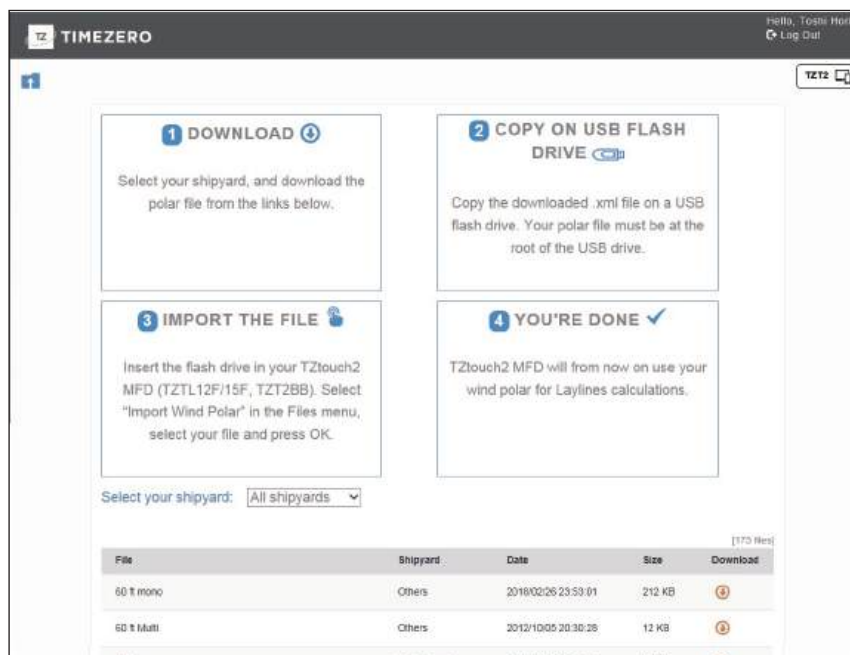 TZ TIMEZERO
Hello, Toshi Hori
Log Out
TZT2
1 DOWNLOAD
Select your shipyard, and download the
polar file from the links below.
2 COPY ON USB FLASH
DRIVE
Copy the downloaded .xml file on a USB
flash drive. Your polar file must be at the
root of the USB drive.
3 IMPORT THE FILE
Insert the flash drive in your TZtouch2
MFD (TZTL12F/15F, TZT2BB). Select
"Import Wind Polar" in the Files menu,
select your file and press OK.
4 YOU'RE DONE
TZtouch2 MFD will from now on use your
wind polar for Laylines calculations.
Select your shipyard: All shipyards
[173 files]
File Shipyard Date Size Download
60 ft mono Others 2018/02/26 23:53:01 212 KB
60 ft Multi Others 2012/10/05 20:30:28 12 KB